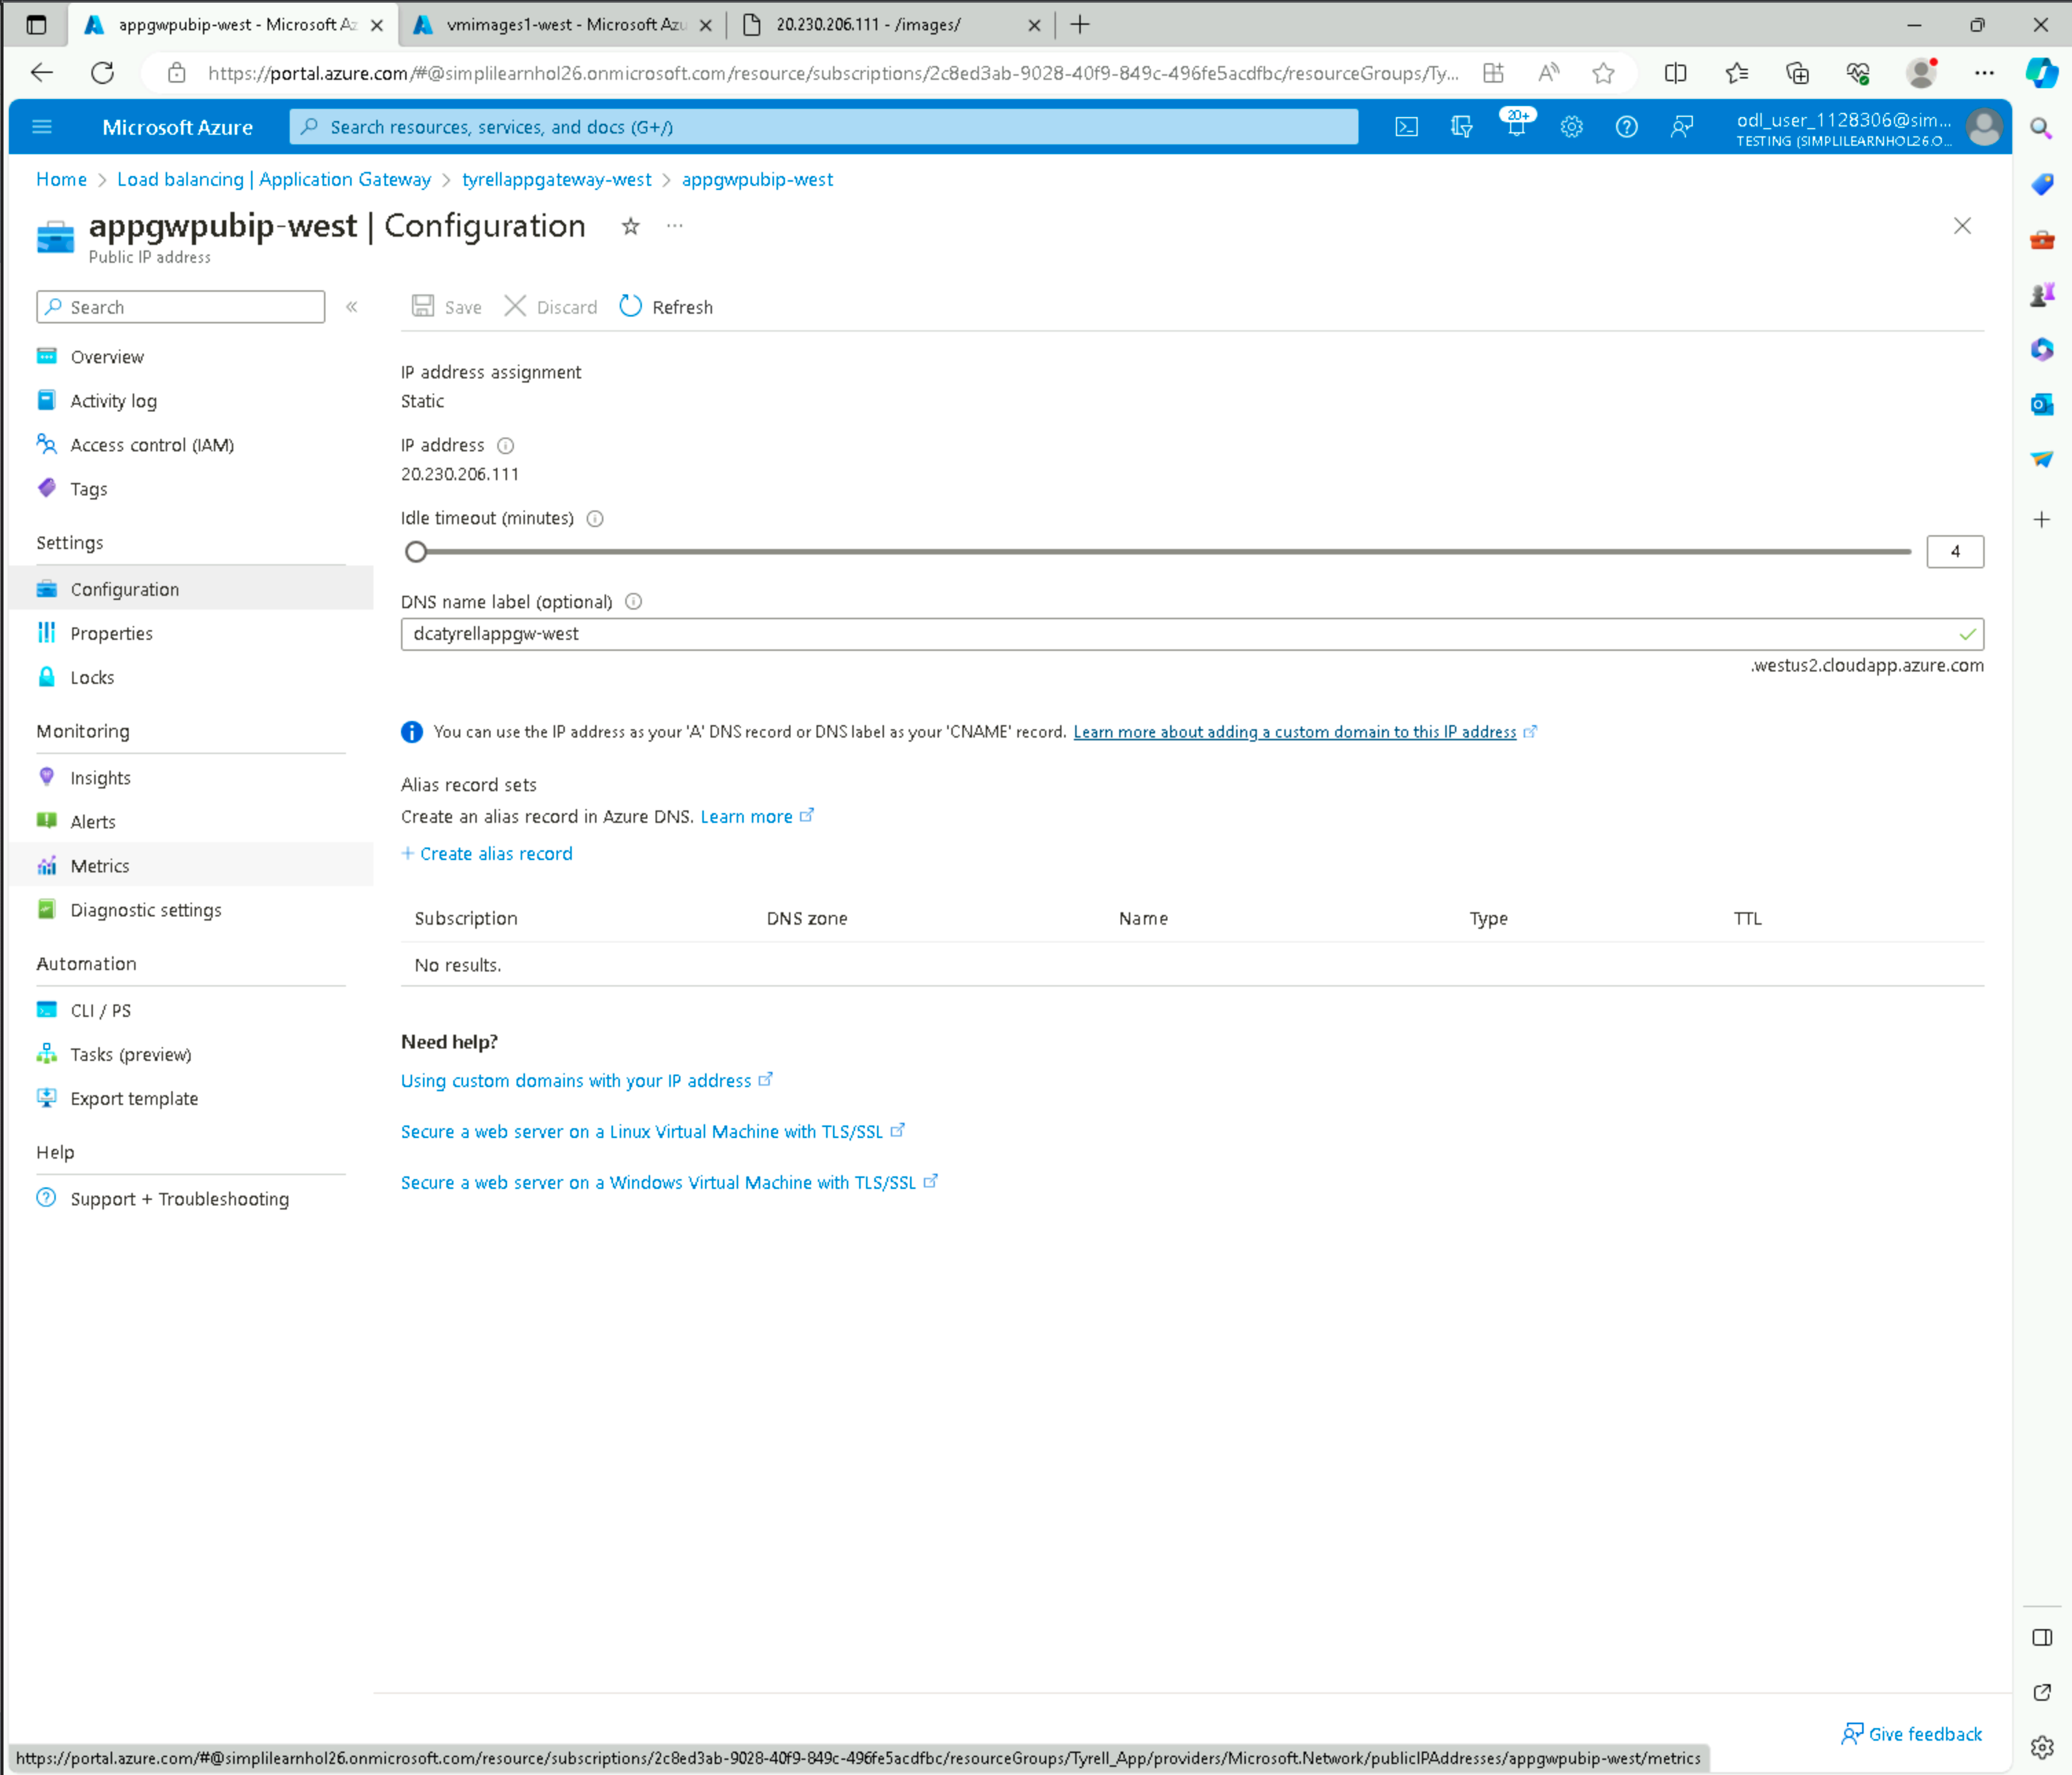 appgwpubip-west - Microsoft Az
vmimages1-west - Microsoft Azu
20.230.206.111 - /images/
https://portal.azure.com/#@simplilearnhol26.onmicrosoft.com/resource/subscriptions/2c8ed3ab-9028-40f9-849c-496fe5acdfbc/resourceGroups/Ty...
Microsoft Azure
Search resources, services, and docs (G+/)
20+
odl_user_1128306@sim...
TESTING (SIMPLILEARNHOL26.O...
Home > Load balancing | Application Gateway > tyrellappgateway-west > appgwpubip-west
appgwpubip-west | Configuration
Public IP address
Search
Save
Discard
Refresh
Overview
Activity log
Access control (IAM)
Tags
Settings
Configuration
Properties
Locks
Monitoring
Insights
Alerts
Metrics
Diagnostic settings
Automation
CLI / PS
Tasks (preview)
Export template
Help
Support + Troubleshooting
IP address assignment
Static
IP address
20.230.206.111
Idle timeout (minutes)
4
DNS name label (optional)
dcatyrellappgw-west
.westus2.cloudapp.azure.com
You can use the IP address as your 'A' DNS record or DNS label as your 'CNAME' record. Learn more about adding a custom domain to this IP address
Alias record sets
Create an alias record in Azure DNS. Learn more
+ Create alias record
Subscription DNS zone Name Type TTL
No results.
Need help?
Using custom domains with your IP address
Secure a web server on a Linux Virtual Machine with TLS/SSL
Secure a web server on a Windows Virtual Machine with TLS/SSL
Give feedback
https://portal.azure.com/#@simplilearnhol26.onmicrosoft.com/resource/subscriptions/2c8ed3ab-9028-40f9-849c-496fe5acdfbc/resourceGroups/Tyrell_App/providers/Microsoft.Network/publicIPAddresses/appgwpubip-west/metrics